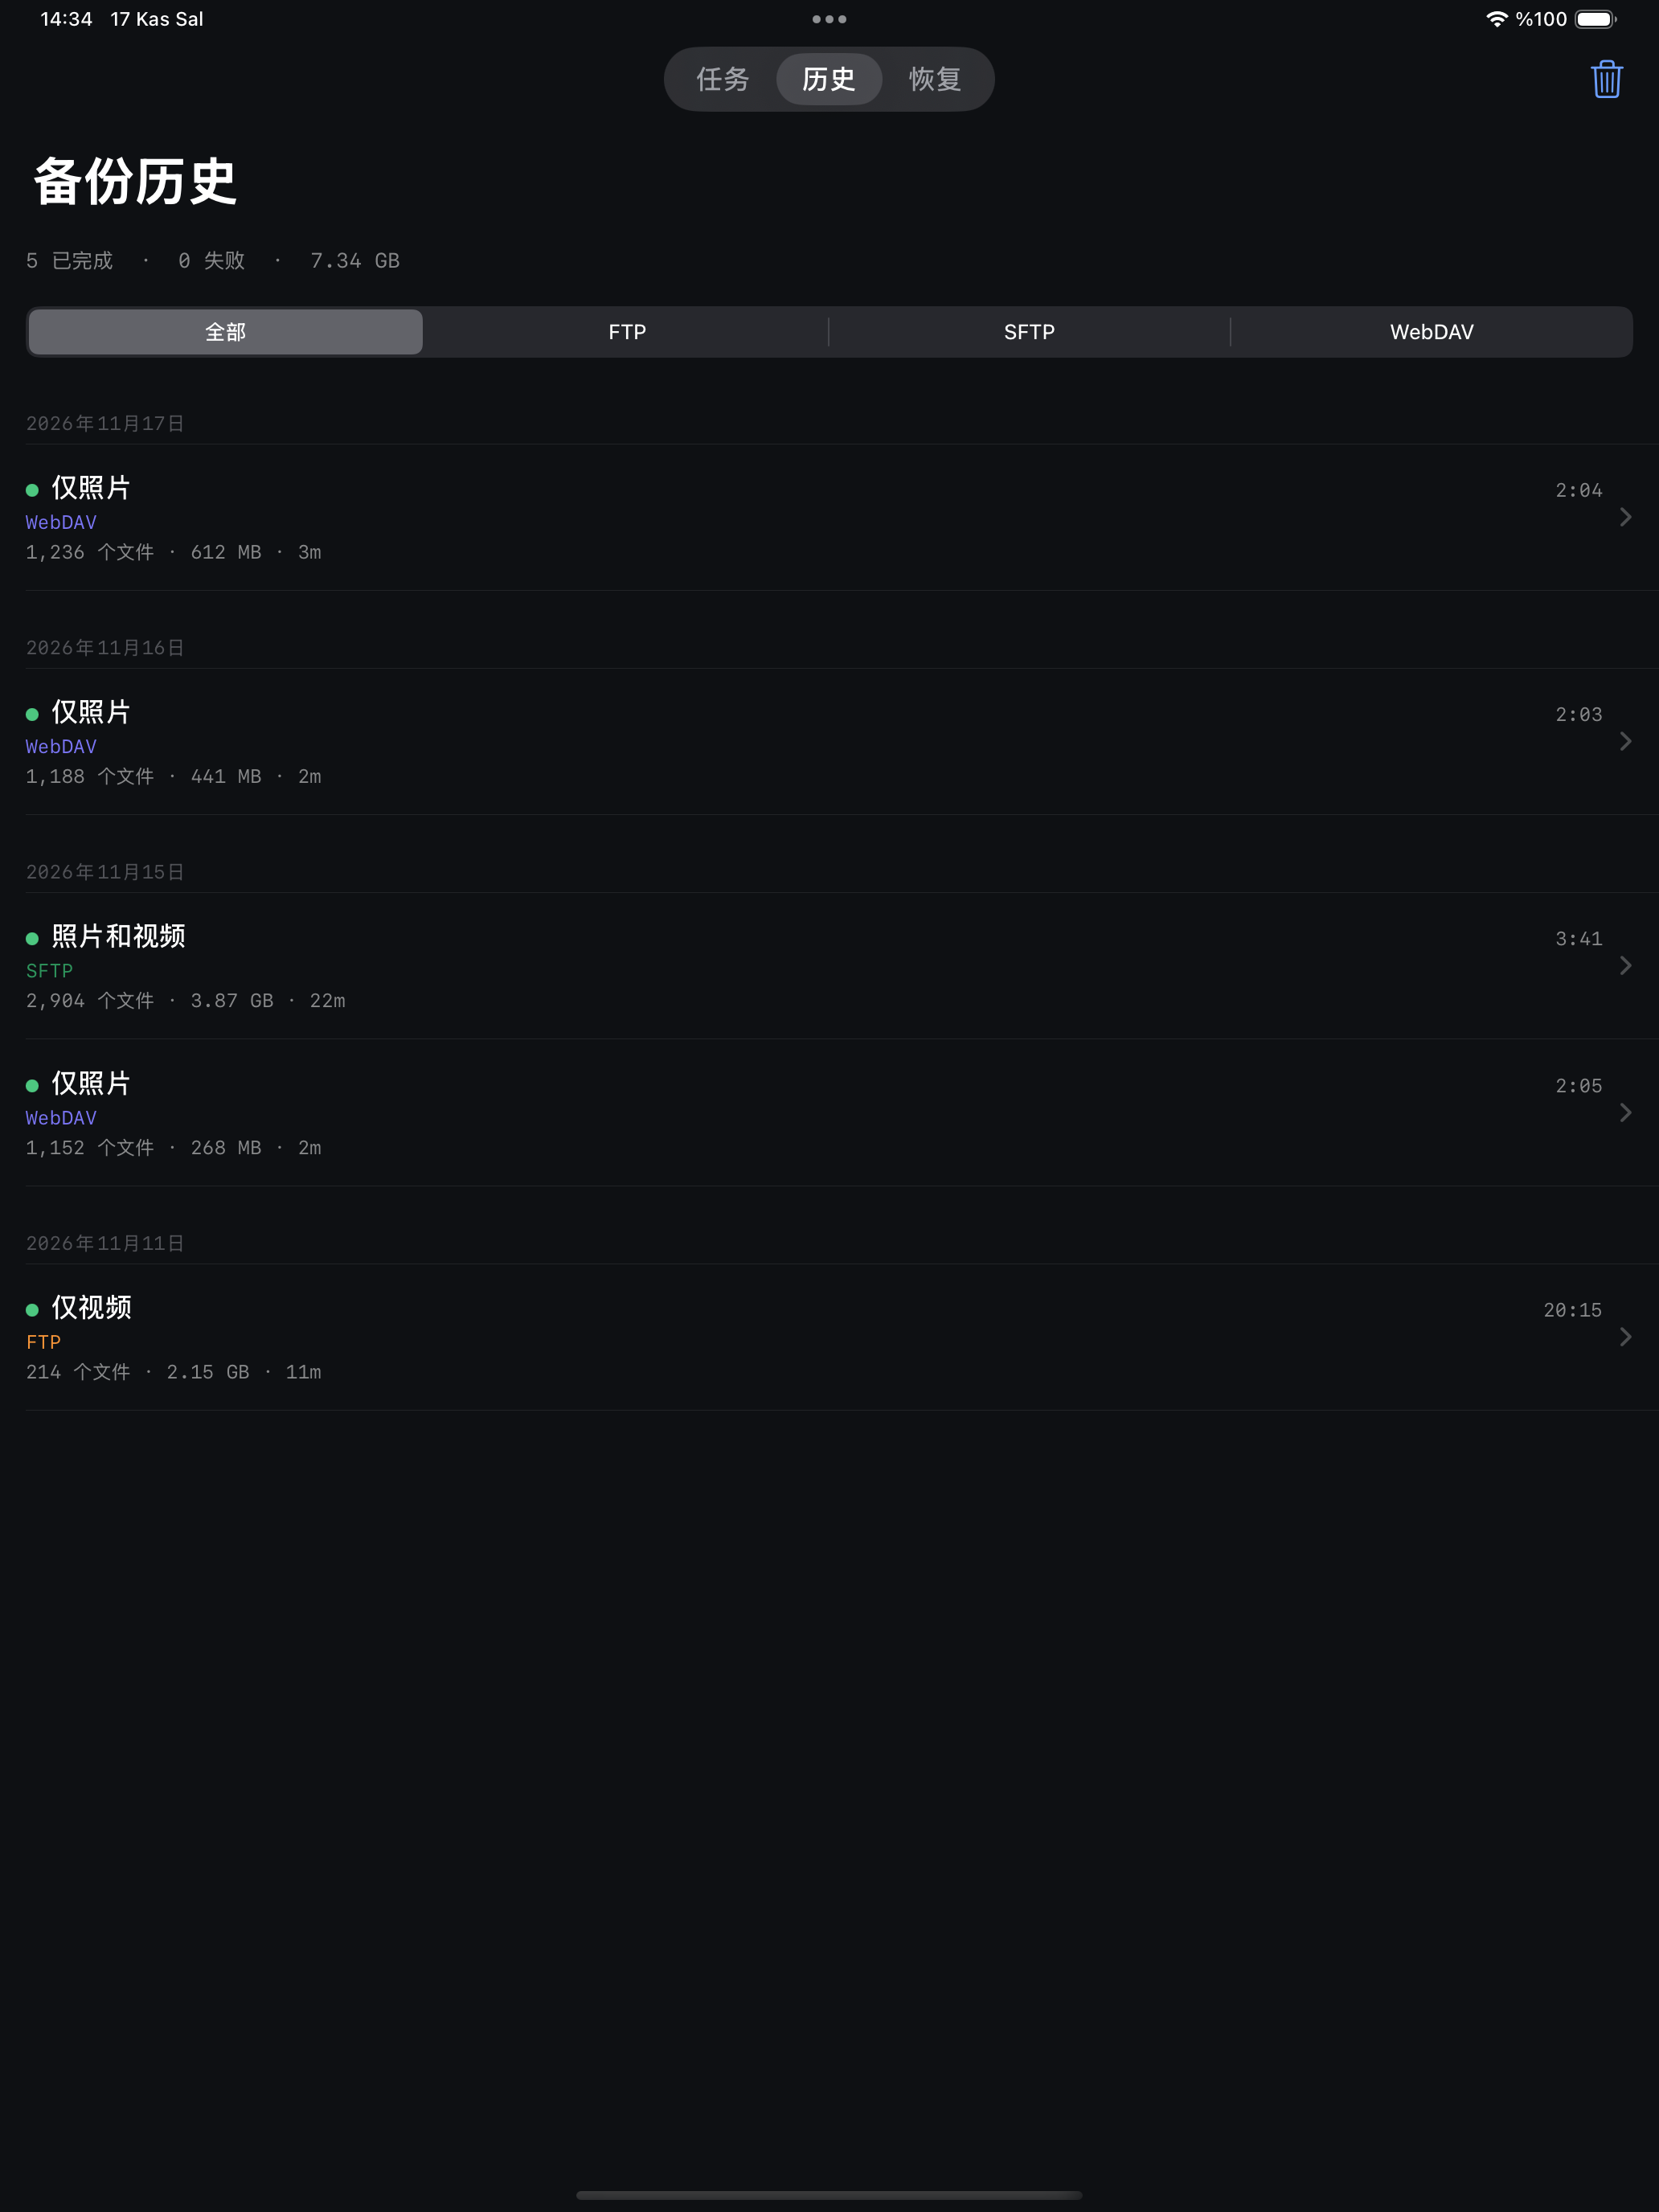 14:34 17 Kas Sal %100
任务 历史 恢复
备份历史
5 已完成 · 0 失败 · 7.34 GB
全部 FTP SFTP WebDAV
2026年11月17日
仅照片 2:04
WebDAV
1,236 个文件 · 612 MB · 3m
2026年11月16日
仅照片 2:03
WebDAV
1,188 个文件 · 441 MB · 2m
2026年11月15日
照片和视频 3:41
SFTP
2,904 个文件 · 3.87 GB · 22m
仅照片 2:05
WebDAV
1,152 个文件 · 268 MB · 2m
2026年11月11日
仅视频 20:15
FTP
214 个文件 · 2.15 GB · 11m